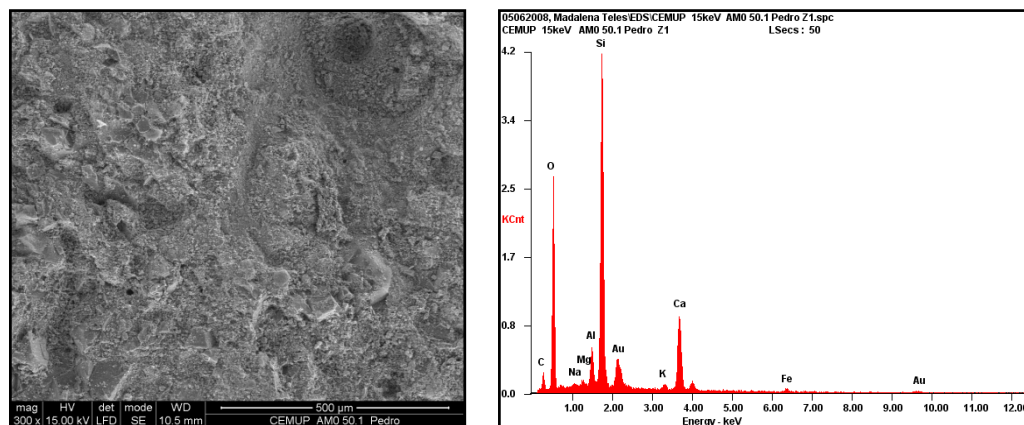 mag HV det mode WD
300 x 15.00 kV LFD SE 10.5 mm
500 µm
CEMUP AM0 50.1 Pedro
05062008, Madalena Teles\EDS\CEMUP 15keV AM0 50.1 Pedro Z1.spc
CEMUP 15keV AM0 50.1 Pedro Z1 LSecs : 50
Si
4.2
3.4
O
2.5
KCnt
1.7
Ca
0.8
Al
Au
C
Mg
Na
K
Fe
Au
0.0
1.00 2.00 3.00 4.00 5.00 6.00 7.00 8.00 9.00 10.00 11.00 12.00
Energy - keV